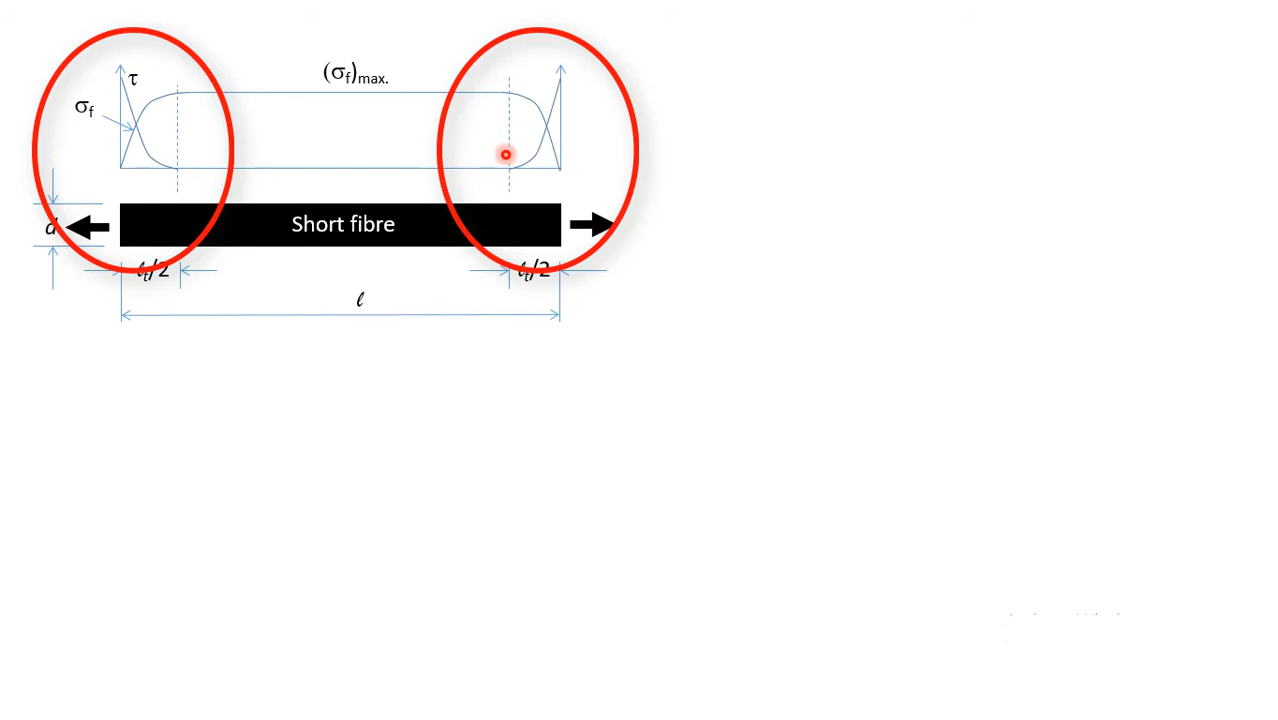 τ
(σf)max.
σf
Short fibre
d
ℓt/2
ℓt/2
ℓ